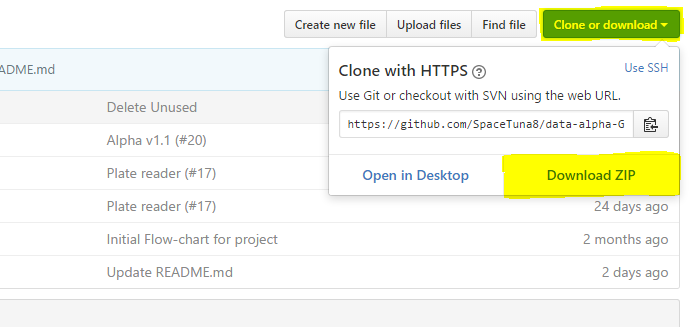 Create new file Upload files Find file Clone or download
ADME.md
Clone with HTTPS Use SSH
Use Git or checkout with SVN using the web URL.
https://github.com/SpaceTuna8/data-alpha-G
Open in Desktop Download ZIP
Delete Unused
Alpha v1.1 (#20)
Plate reader (#17)
Plate reader (#17) 24 days ago
Initial Flow-chart for project 2 months ago
Update README.md 2 days ago